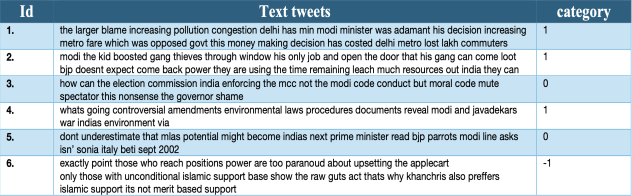 Id Text tweets category
1. the larger blame increasing pollution congestion delhi has min modi minister was adamant his decision increasing 1
metro fare which was opposed govt this money making decision has costed delhi metro lost lakh commuters
2. modi the kid boosted gang thieves through window his only job and open the door that his gang can come loot 1
bjp doesnt expect come back power they are using the time remaining leach much resources out india they can
3. how can the election commission india enforcing the mcc not the modi code conduct but moral code mute 0
spectator this nonsense the governor shame
4. whats going controversial amendments environmental laws procedures documents reveal modi and javadekars 1
war indias environment via
5. dont underestimate that mlas potential might become indias next prime minister read bjp parrots modi line asks 0
isn' sonia italy beti sept 2002
6. exactly point those who reach positions power are too paranoud about upsetting the applecart -1
only those with unconditional islamic support base show the raw guts act thats why khanchris also preffers
islamic support its not merit based support